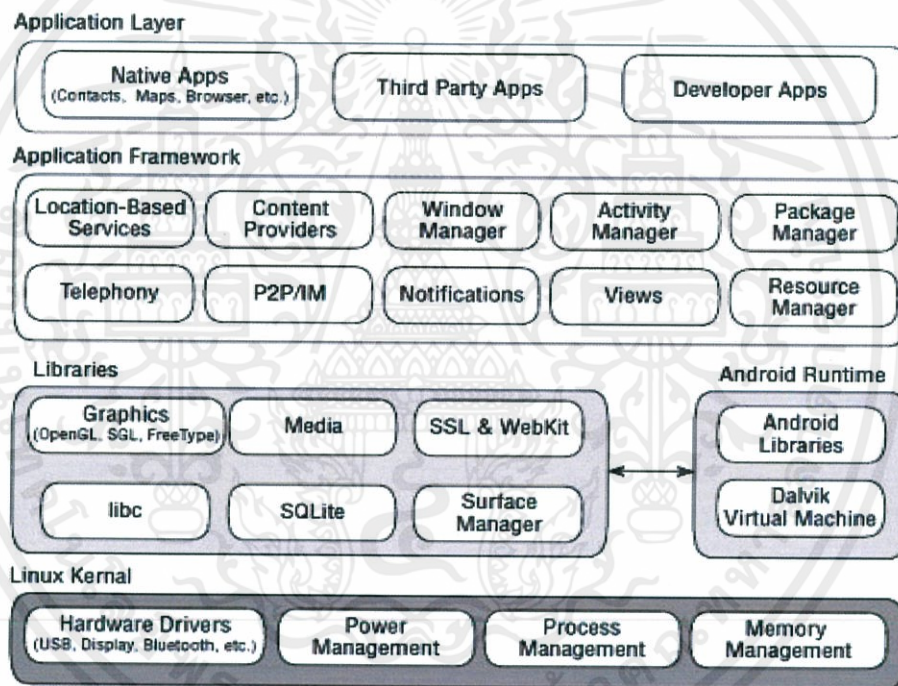 Application Layer
Native Apps
(Contacts, Maps, Browser, etc.)
Third Party Apps
Developer Apps
Application Framework
Location-Based
Services
Content
Providers
Window
Manager
Activity
Manager
Package
Manager
Telephony
P2P/IM
Notifications
Views
Resource
Manager
Libraries
Graphics
(OpenGL, SGL, FreeType)
Media
SSL & WebKit
libc
SQLite
Surface
Manager
Android Runtime
Android
Libraries
Dalvik
Virtual Machine
Linux Kernal
Hardware Drivers
(USB, Display, Bluetooth, etc.)
Power
Management
Process
Management
Memory
Management